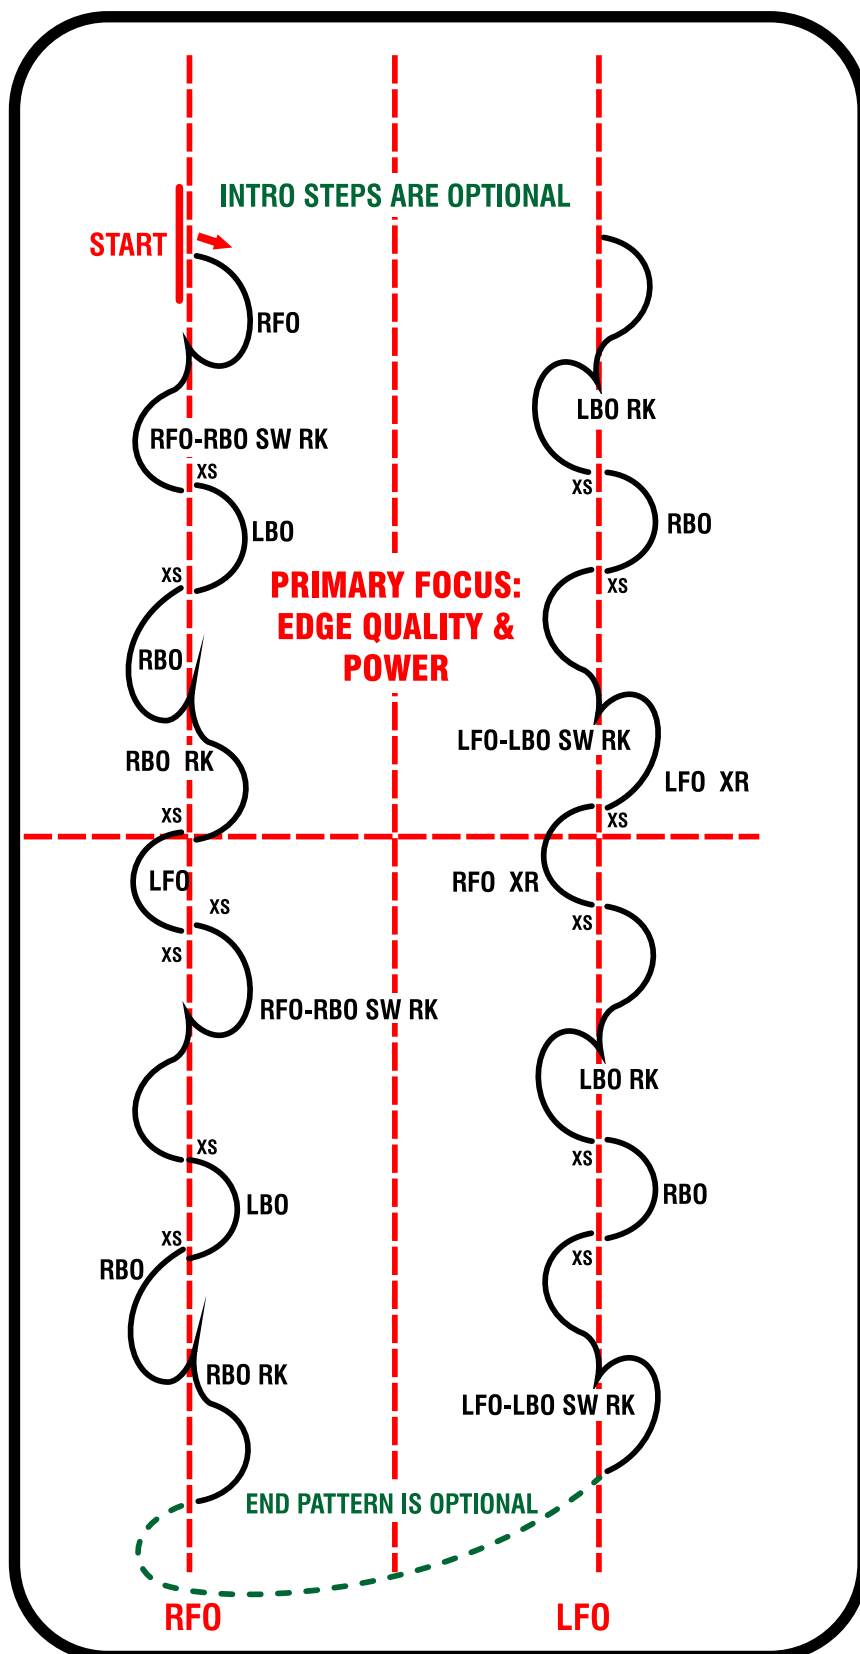 INTRO STEPS ARE OPTIONAL
START
RFO
RFO-RBO SW RK
XS
LBO
XS
RBO
RBO RK
XS
LFO
XS
XS
RFO-RBO SW RK
XS
LBO
XS
RBO
RBO RK
PRIMARY FOCUS:
EDGE QUALITY &
POWER
LBO RK
XS
RBO
XS
LFO-LBO SW RK
LFO XR
XS
RFO XR
XS
LBO RK
XS
RBO
XS
LFO-LBO SW RK
END PATTERN IS OPTIONAL
RFO
LFO